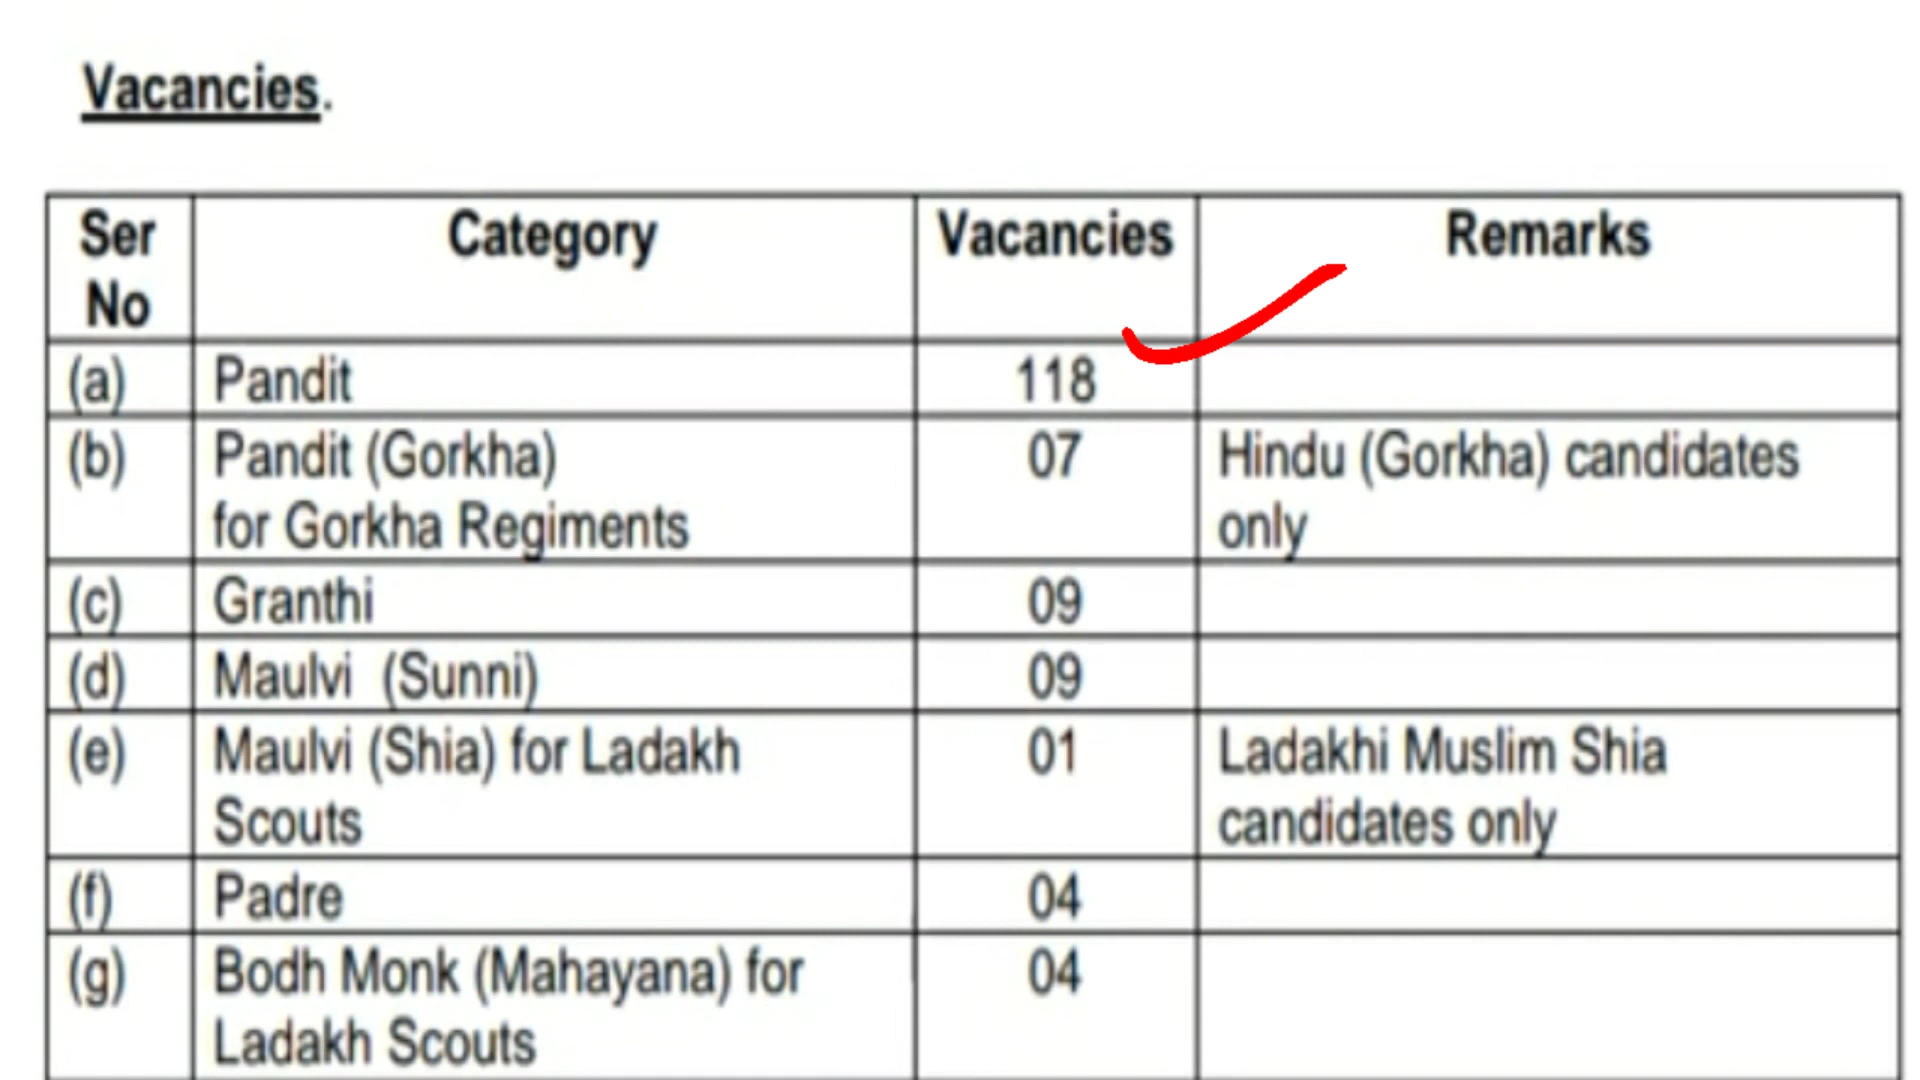 Vacancies.
Ser No Category Vacancies Remarks
(a) Pandit 118
(b) Pandit (Gorkha) 07 Hindu (Gorkha) candidates
for Gorkha Regiments only
(c) Granthi 09
(d) Maulvi (Sunni) 09
(e) Maulvi (Shia) for Ladakh 01 Ladakhi Muslim Shia
Scouts candidates only
(f) Padre 04
(g) Bodh Monk (Mahayana) for 04
Ladakh Scouts